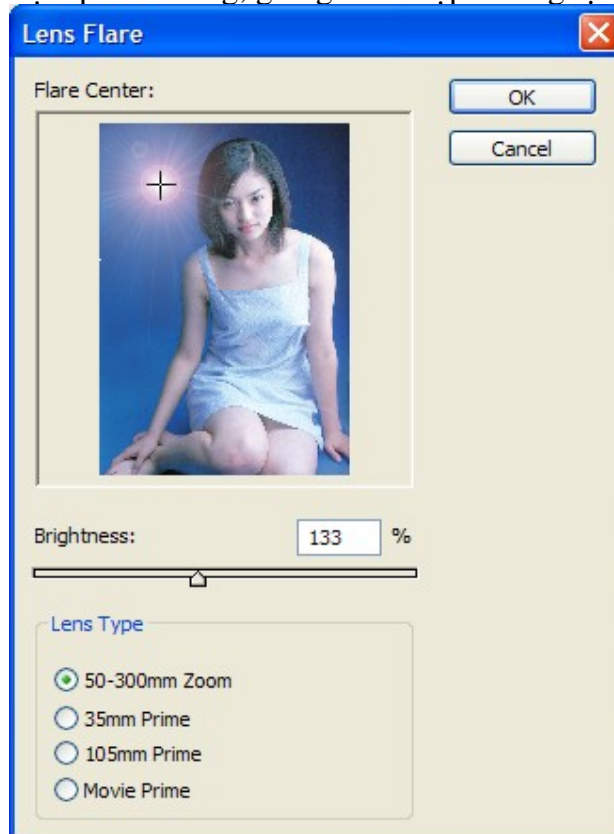 Lens Flare
Flare Center:
OK
Cancel
Brightness: 133 %
Lens Type
50-300mm Zoom
35mm Prime
105mm Prime
Movie Prime